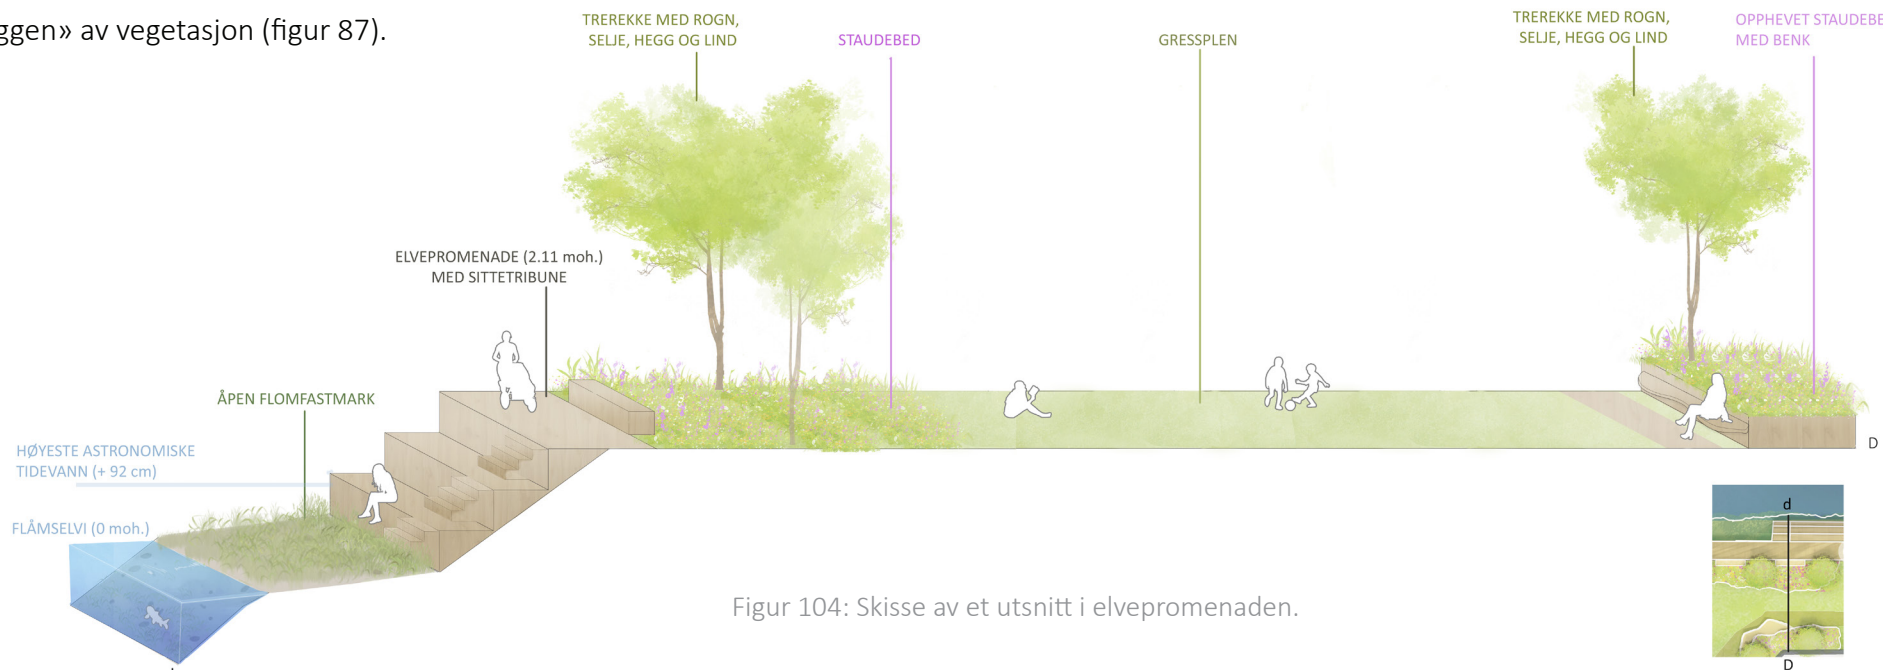 ggen» av vegetasjon (figur 87).
TREREKKE MED ROGN,
SELJE, HEGG OG LIND
STAUDEBED
GRESSPLEN
TREREKKE MED ROGN,
SELJE, HEGG OG LIND
OPPHEVET STAUDEBE
MED BENK
ELVEPROMENADE (2.11 moh.)
MED SITTETRIBUNE
ÅPEN FLOMFASTMARK
HØYESTE ASTRONOMISKE
TIDEVANN (+ 92 cm)
FLÅMSELVI (0 moh.)
D
d
D
Figur 104: Skisse av et utsnitt i elvepromenaden.